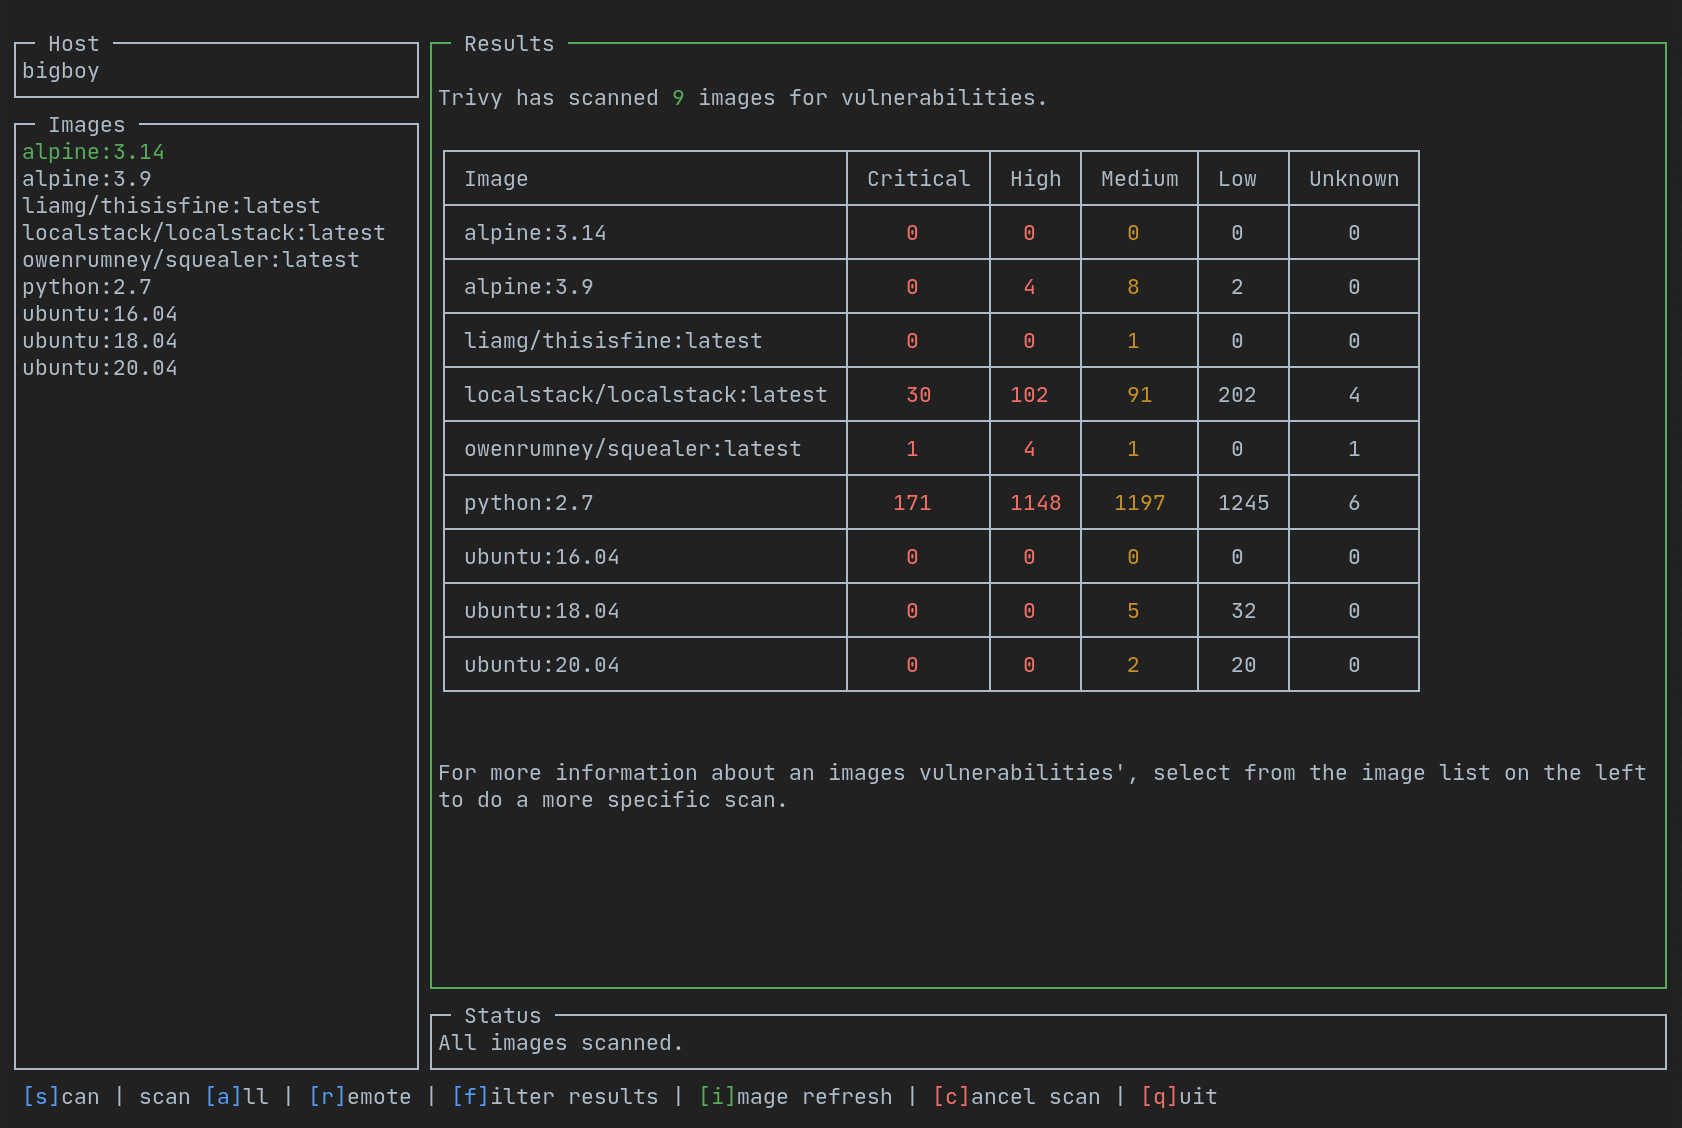 Host
bigboy
Images
alpine:3.14
alpine:3.9
liamg/thisisfine:latest
localstack/localstack:latest
owenrumney/squealer:latest
python:2.7
ubuntu:16.04
ubuntu:18.04
ubuntu:20.04
Results
Trivy has scanned 9 images for vulnerabilities.
Image Critical High Medium Low Unknown
alpine:3.14 0 0 0 0 0
alpine:3.9 0 4 8 2 0
liamg/thisisfine:latest 0 0 1 0 0
localstack/localstack:latest 30 102 91 202 4
owenrumney/squealer:latest 1 4 1 0 1
python:2.7 171 1148 1197 1245 6
ubuntu:16.04 0 0 0 0 0
ubuntu:18.04 0 0 5 32 0
ubuntu:20.04 0 0 2 20 0
For more information about an images vulnerabilities', select from the image list on the left
to do a more specific scan.
Status
All images scanned.
[s]can | scan [a]ll | [r]emote | [f]ilter results | [i]mage refresh | [c]ancel scan | [q]uit